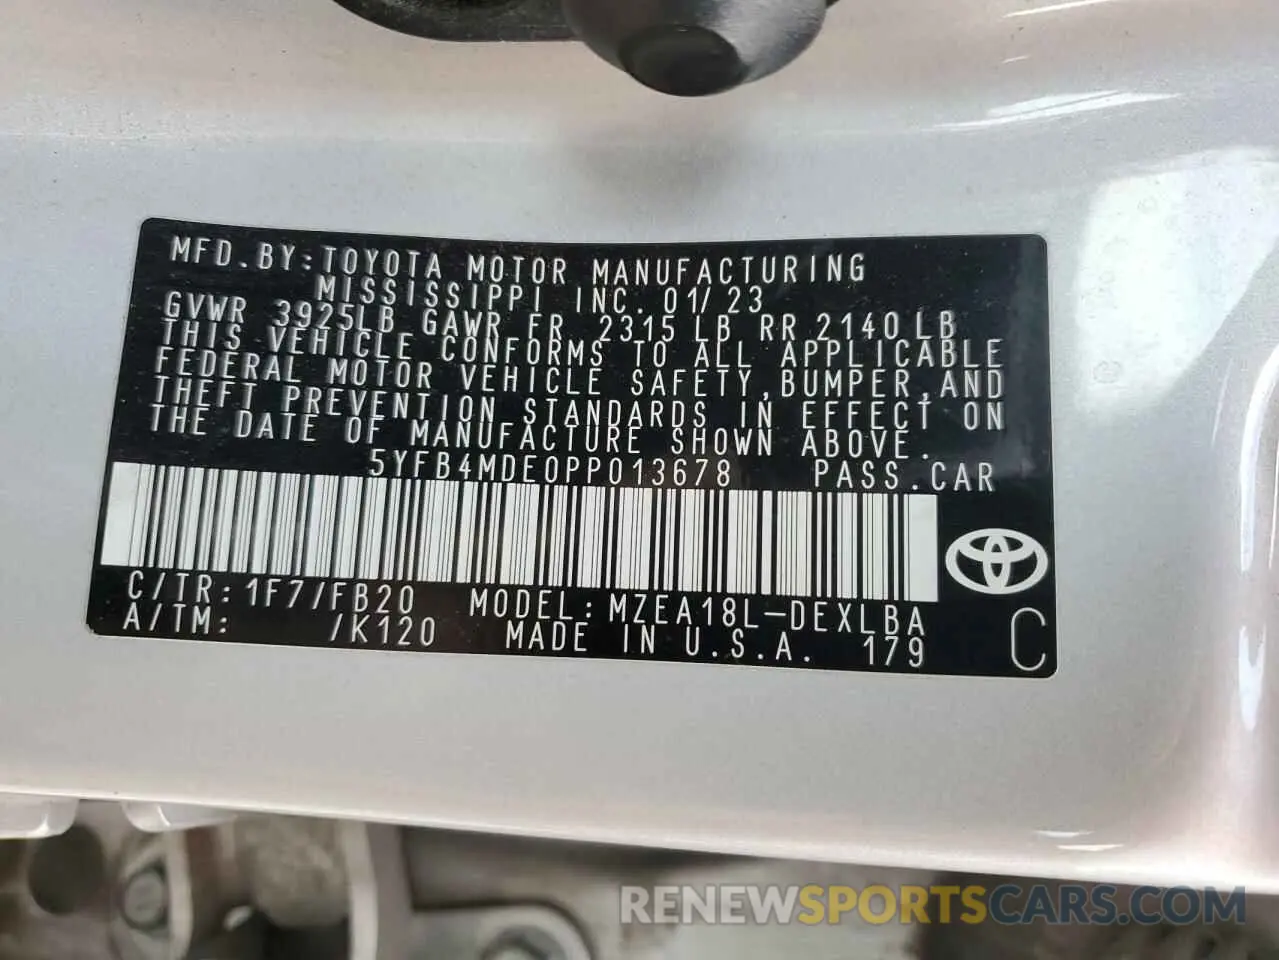 MFD.BY:TOYOTA MOTOR MANUFACTURING
MISSISSIPPI INC. 01/23
GVWR 3925LB GAWR FR 2315 LB RR 2140 LB
THIS VEHICLE CONFORMS TO ALL APPLICABLE
FEDERAL MOTOR VEHICLE SAFETY,BUMPER,AND
THEFT PREVENTION STANDARDS IN EFFECT ON
THE DATE OF MANUFACTURE SHOWN ABOVE.
5YFB4MDE0PP013678 PASS.CAR
C/TR:1F7/FB20 MODEL:MZEA18L-DEXLBA
A/TM: /K120 MADE IN U.S.A. 179 C
RENEWSPORTSCARS.COM